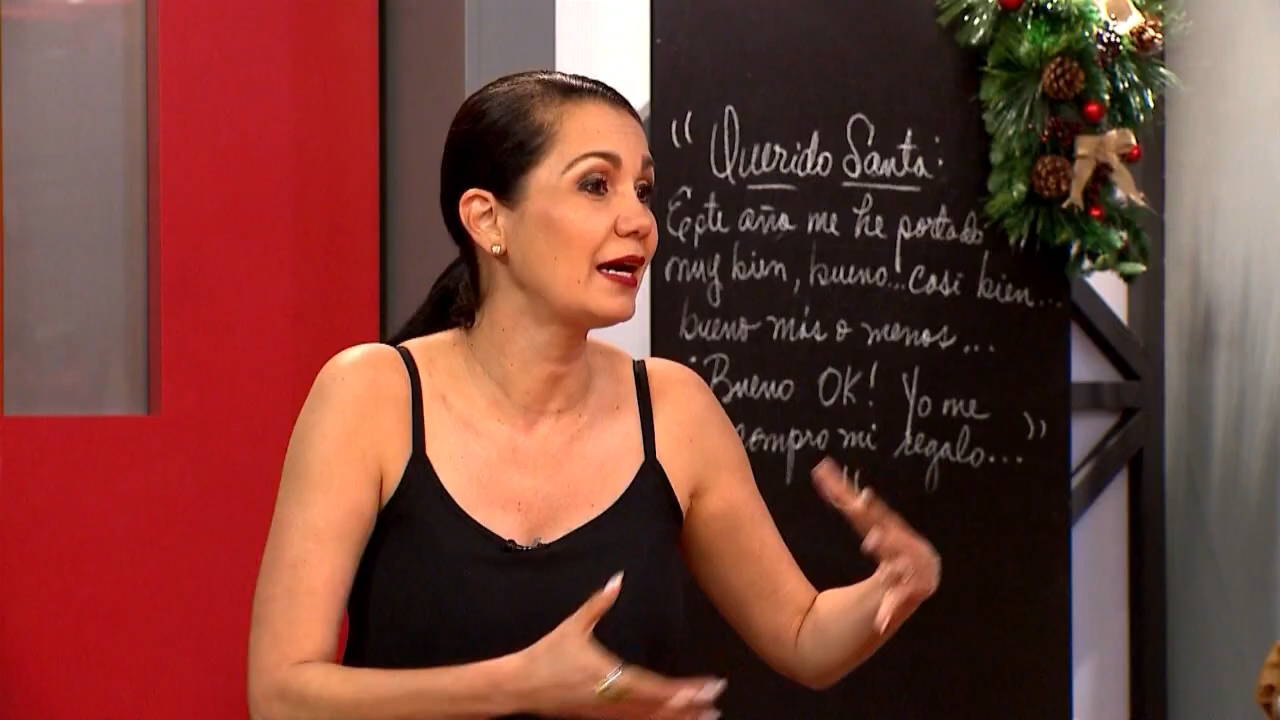 “Querido Santa:
Este año me he portado
muy bien, bueno...casi bien...
bueno más o menos...
Bueno OK! Yo me
compro mi regalo...”